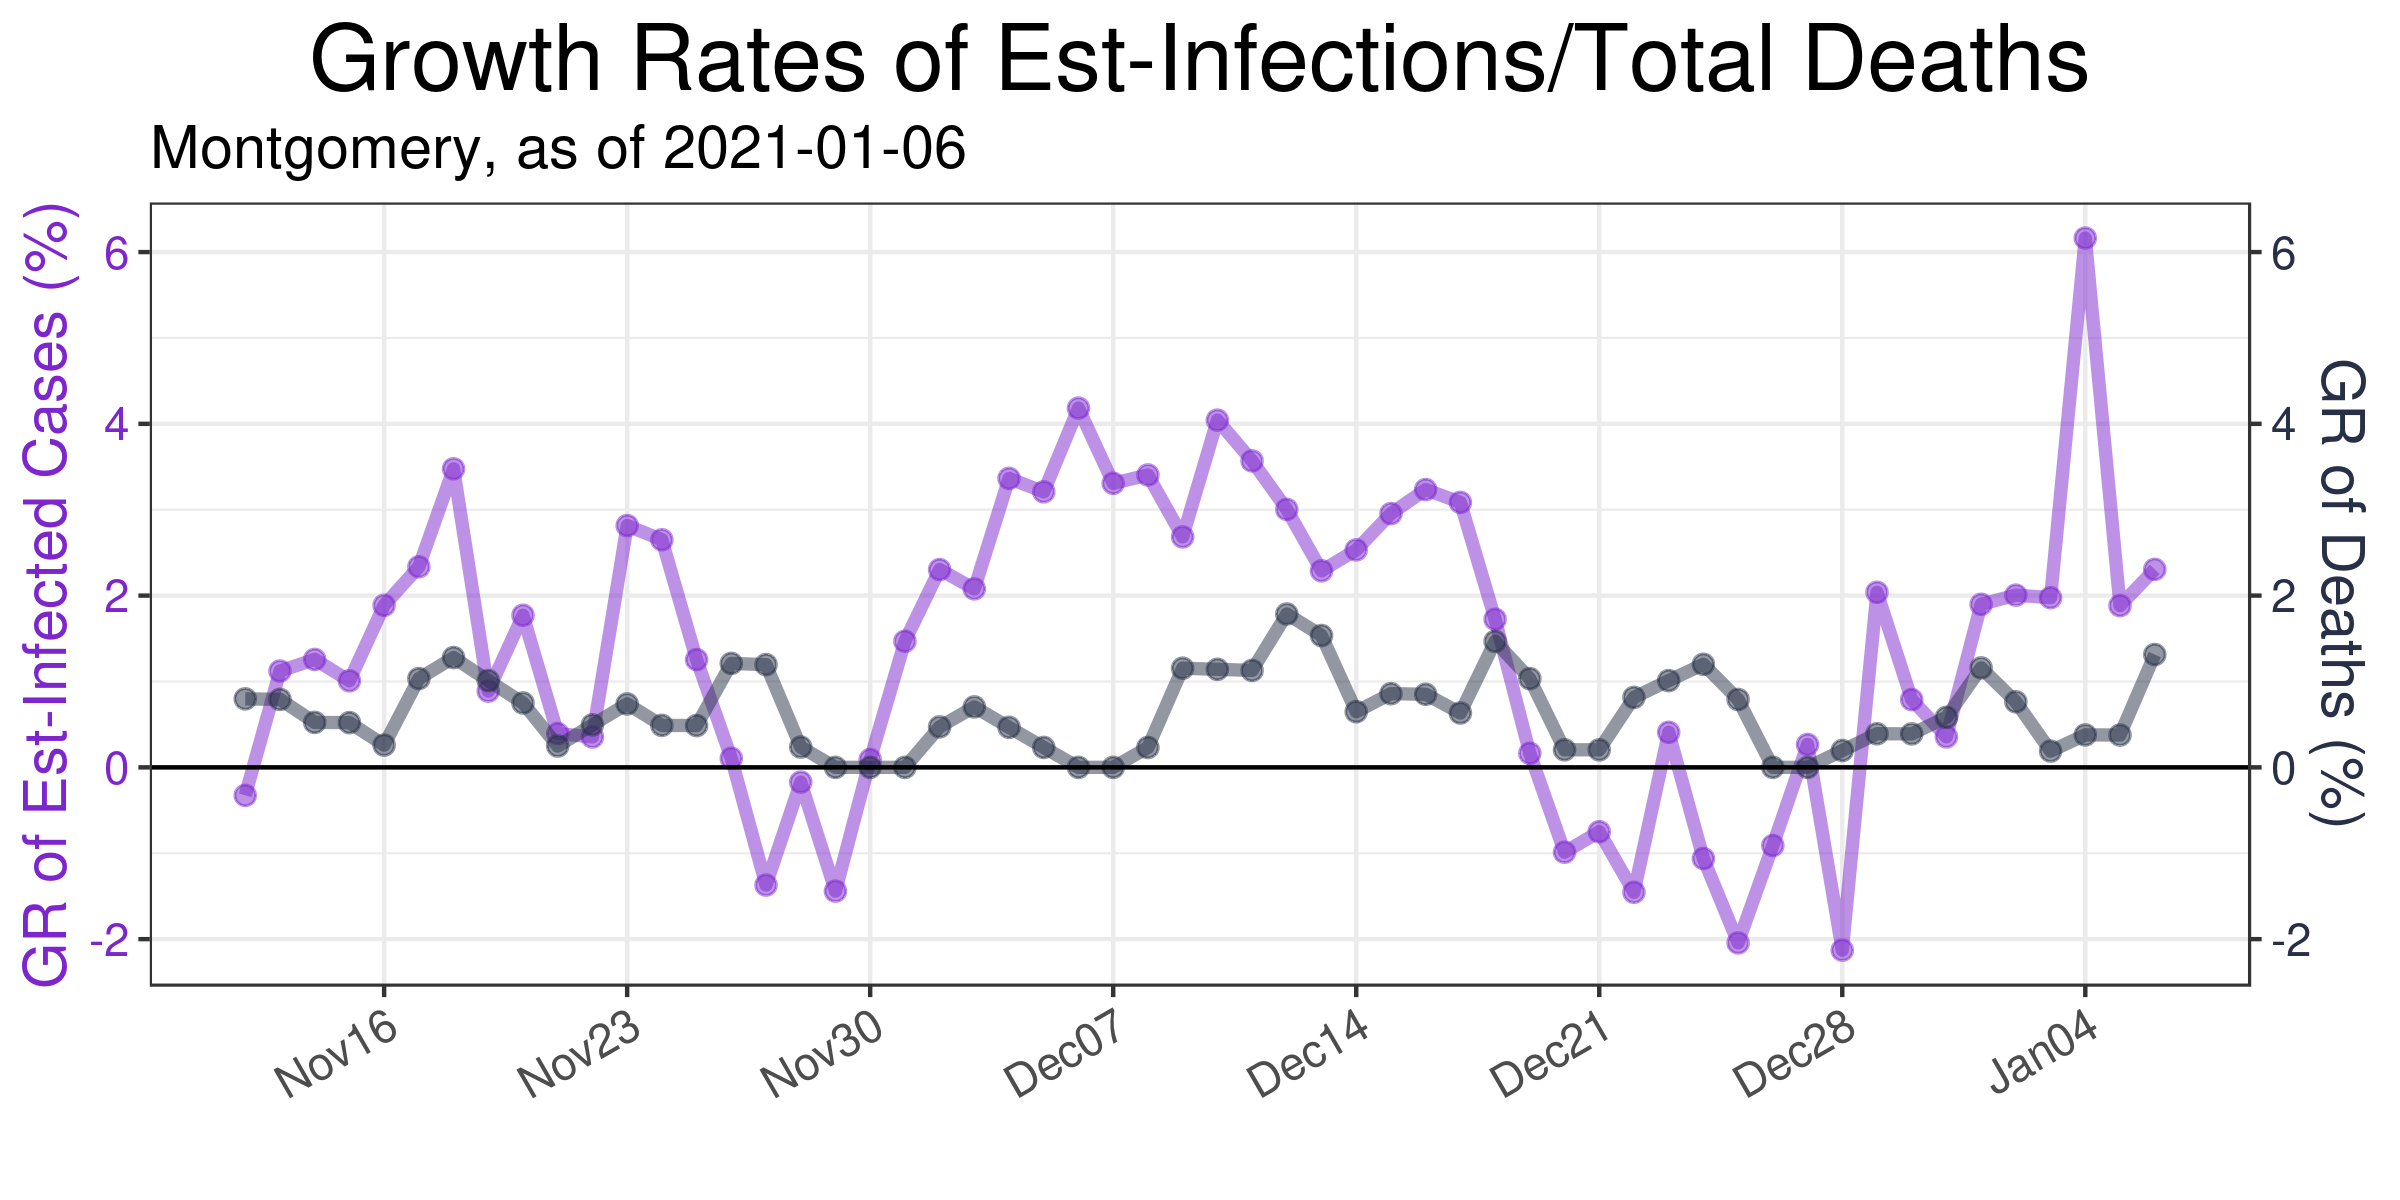 Growth Rates of Est-Infections/Total Deaths
Montgomery, as of 2021-01-06
GR of Est-Infected Cases (%)
6
4
2
0
-2
6
4
2
0
-2
GR of Deaths (%)
Nov16
Nov23
Nov30
Dec07
Dec14
Dec21
Dec28
Jan04